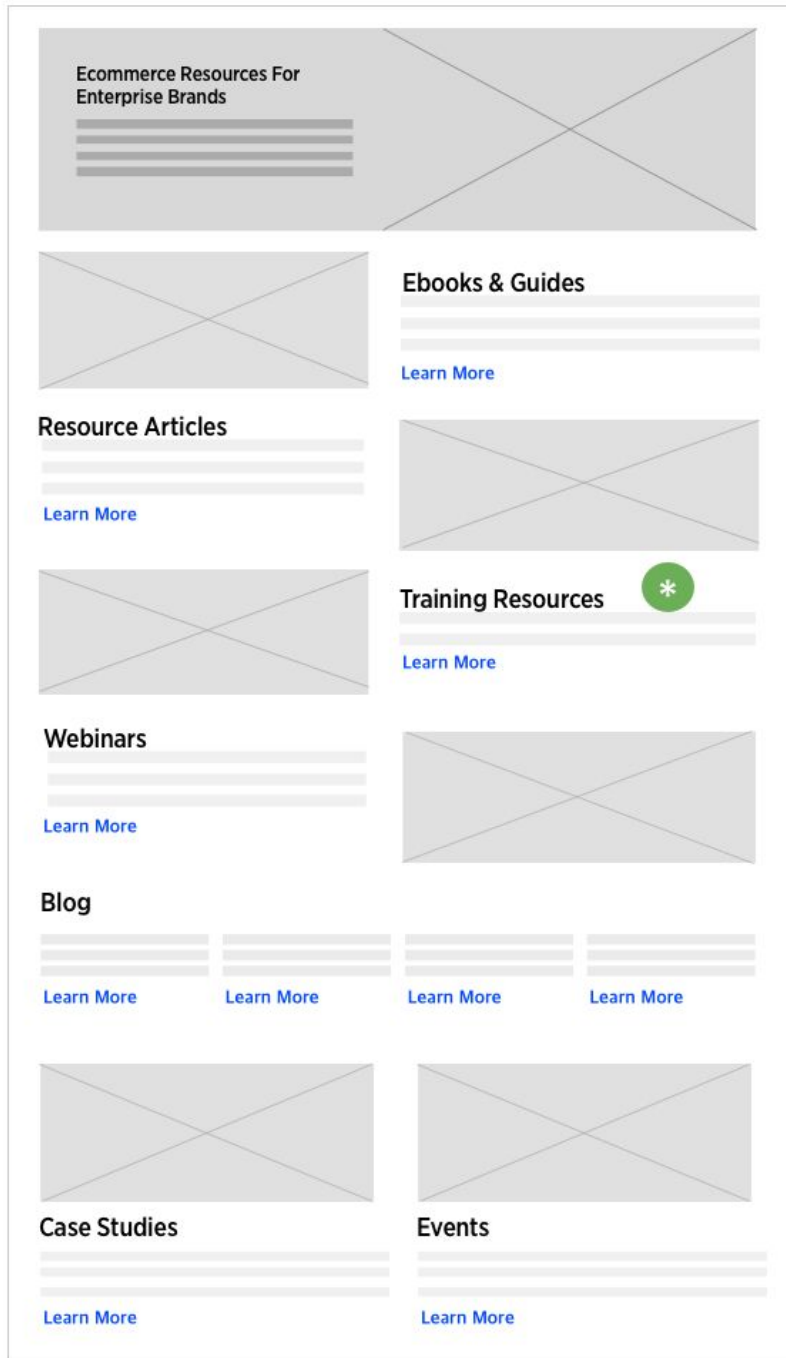 Ecommerce Resources For
Enterprise Brands
Ebooks & Guides
Learn More
Resource Articles
Learn More
*
Training Resources
Learn More
Webinars
Learn More
Blog
Learn More
Learn More
Learn More
Learn More
Case Studies
Learn More
Events
Learn More